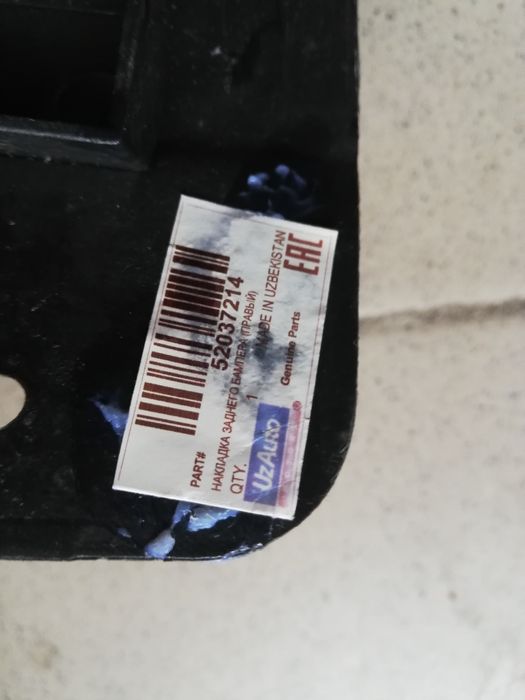 PART#
52037214
НАКЛАДКА ЗАДНЕГО БАМПЕРА (ПРАВЫЙ)
QTY. 1 MADE IN UZBEKISTAN
UzAuto ®
Genuine Parts
EAC